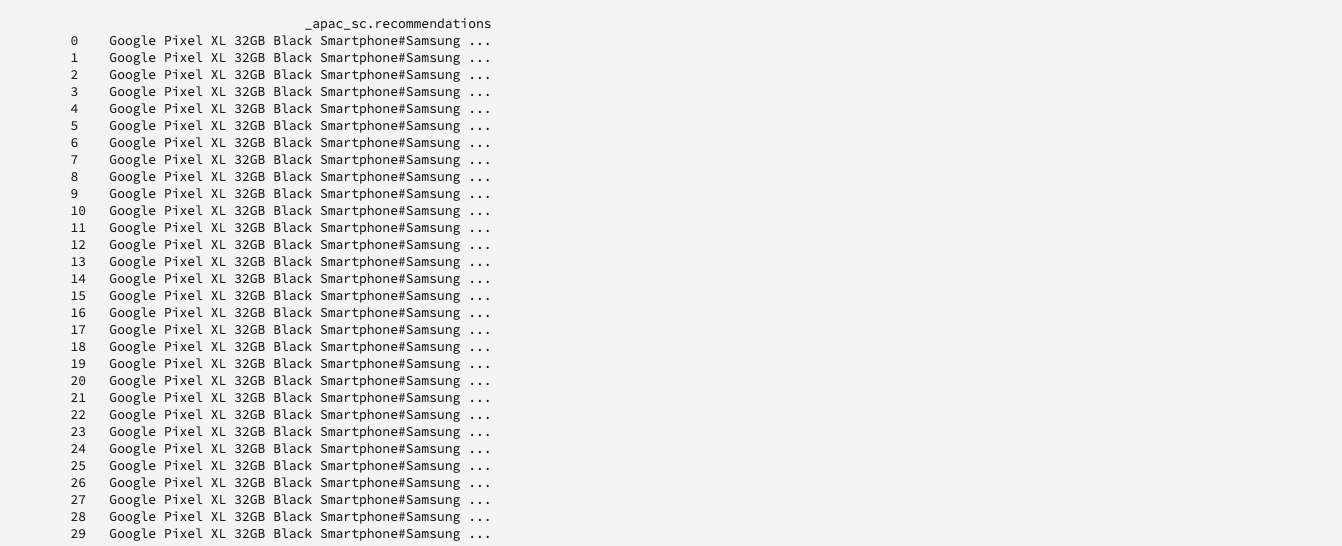 _apac_sc.recommendations
0 Google Pixel XL 32GB Black Smartphone#Samsung ...
1 Google Pixel XL 32GB Black Smartphone#Samsung ...
2 Google Pixel XL 32GB Black Smartphone#Samsung ...
3 Google Pixel XL 32GB Black Smartphone#Samsung ...
4 Google Pixel XL 32GB Black Smartphone#Samsung ...
5 Google Pixel XL 32GB Black Smartphone#Samsung ...
6 Google Pixel XL 32GB Black Smartphone#Samsung ...
7 Google Pixel XL 32GB Black Smartphone#Samsung ...
8 Google Pixel XL 32GB Black Smartphone#Samsung ...
9 Google Pixel XL 32GB Black Smartphone#Samsung ...
10 Google Pixel XL 32GB Black Smartphone#Samsung ...
11 Google Pixel XL 32GB Black Smartphone#Samsung ...
12 Google Pixel XL 32GB Black Smartphone#Samsung ...
13 Google Pixel XL 32GB Black Smartphone#Samsung ...
14 Google Pixel XL 32GB Black Smartphone#Samsung ...
15 Google Pixel XL 32GB Black Smartphone#Samsung ...
16 Google Pixel XL 32GB Black Smartphone#Samsung ...
17 Google Pixel XL 32GB Black Smartphone#Samsung ...
18 Google Pixel XL 32GB Black Smartphone#Samsung ...
19 Google Pixel XL 32GB Black Smartphone#Samsung ...
20 Google Pixel XL 32GB Black Smartphone#Samsung ...
21 Google Pixel XL 32GB Black Smartphone#Samsung ...
22 Google Pixel XL 32GB Black Smartphone#Samsung ...
23 Google Pixel XL 32GB Black Smartphone#Samsung ...
24 Google Pixel XL 32GB Black Smartphone#Samsung ...
25 Google Pixel XL 32GB Black Smartphone#Samsung ...
26 Google Pixel XL 32GB Black Smartphone#Samsung ...
27 Google Pixel XL 32GB Black Smartphone#Samsung ...
28 Google Pixel XL 32GB Black Smartphone#Samsung ...
29 Google Pixel XL 32GB Black Smartphone#Samsung ...